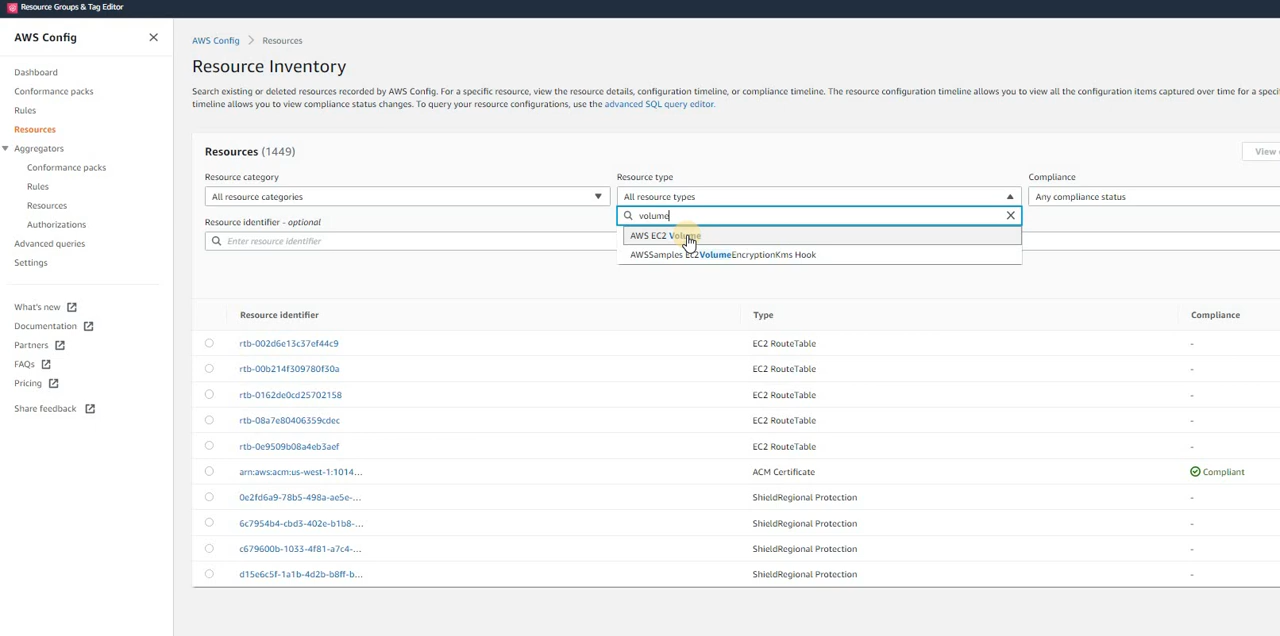 Resource Groups & Tag Editor
AWS Config
Dashboard
Conformance packs
Rules
Resources
Aggregators
Conformance packs
Rules
Resources
Authorizations
Advanced queries
Settings
What's new
Documentation
Partners
FAQs
Pricing
Share feedback
AWS Config > Resources
Resource Inventory
Search existing or deleted resources recorded by AWS Config. For a specific resource, view the resource details, configuration timeline, or compliance timeline. The resource configuration timeline allows you to view all the configuration items captured over time for a speci
timeline allows you to view compliance status changes. To query your resource configurations, use the advanced SQL query editor.
Resources (1449)
View
Resource category
Resource type
Compliance
All resource categories
All resource types
Any compliance status
Resource identifier - optional
volume
Enter resource identifier
AWS EC2 Volume
AWSSamples EC2VolumeEncryptionKms Hook
Resource identifier Type Compliance
rtb-002d6e13c37ef44c9 EC2 RouteTable -
rtb-00b214f309780f30a EC2 RouteTable -
rtb-0162de0cd25702158 EC2 RouteTable -
rtb-08a7e80406359cdec EC2 RouteTable -
rtb-0e9509b08a4eb3aef EC2 RouteTable -
arn:aws:acm:us-west-1:1014... ACM Certificate Compliant
0e2fd6a9-78b5-498a-ae5e-... ShieldRegional Protection -
6c7954b4-cbd3-402e-b1b8-... ShieldRegional Protection -
c679600b-1033-4f81-a7c4-... ShieldRegional Protection -
d15e6c5f-1a1b-4d2b-b8ff-b... ShieldRegional Protection -